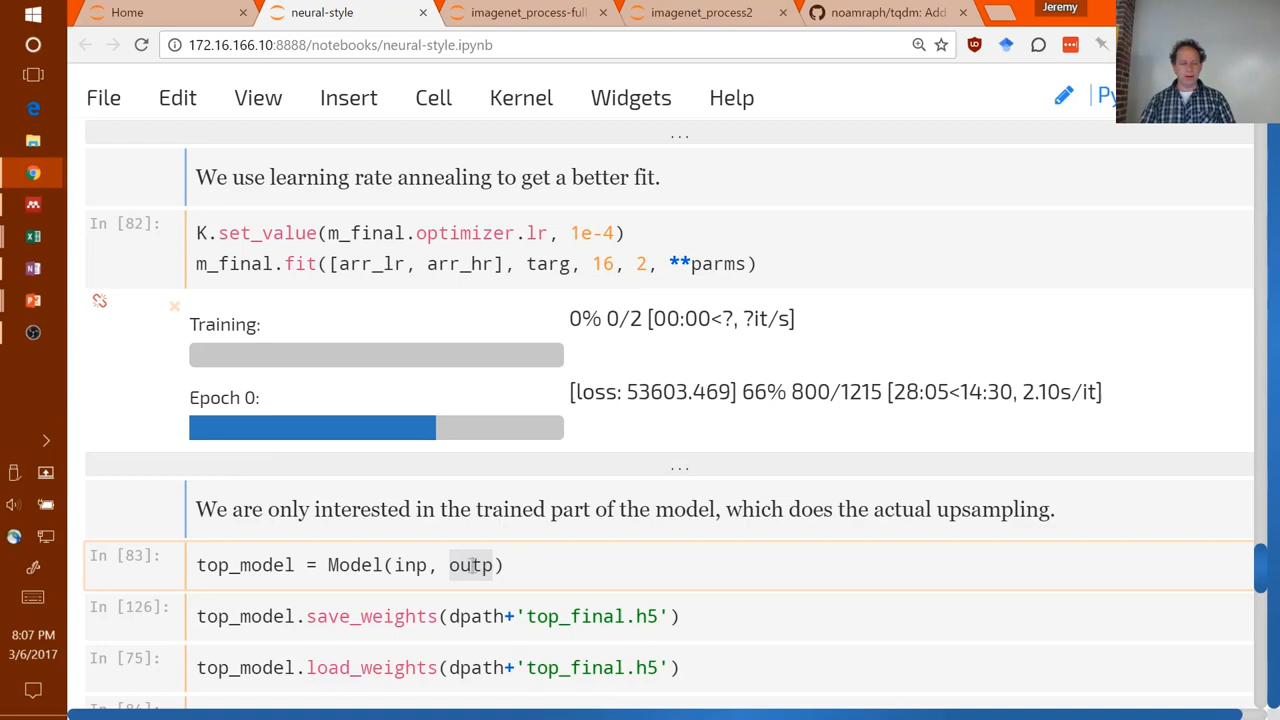 Home
neural-style
imagenet_process-full
imagenet_process2
noamraph/tqdm: Add
Jeremy
172.16.166.10:8888/notebooks/neural-style.ipynb
File Edit View Insert Cell Kernel Widgets Help
Py
...
We use learning rate annealing to get a better fit.
In [82]:
K.set_value(m_final.optimizer.lr, 1e-4)
m_final.fit([arr_lr, arr_hr], targ, 16, 2, **parms)
Training:
0% 0/2 [00:00<?, ?it/s]
Epoch 0:
[loss: 53603.469] 66% 800/1215 [28:05<14:30, 2.10s/it]
...
We are only interested in the trained part of the model, which does the actual upsampling.
In [83]:
top_model = Model(inp, outp)
In [126]:
top_model.save_weights(dpath+'top_final.h5')
In [75]:
top_model.load_weights(dpath+'top_final.h5')
In [84]:
8:07 PM
3/6/2017